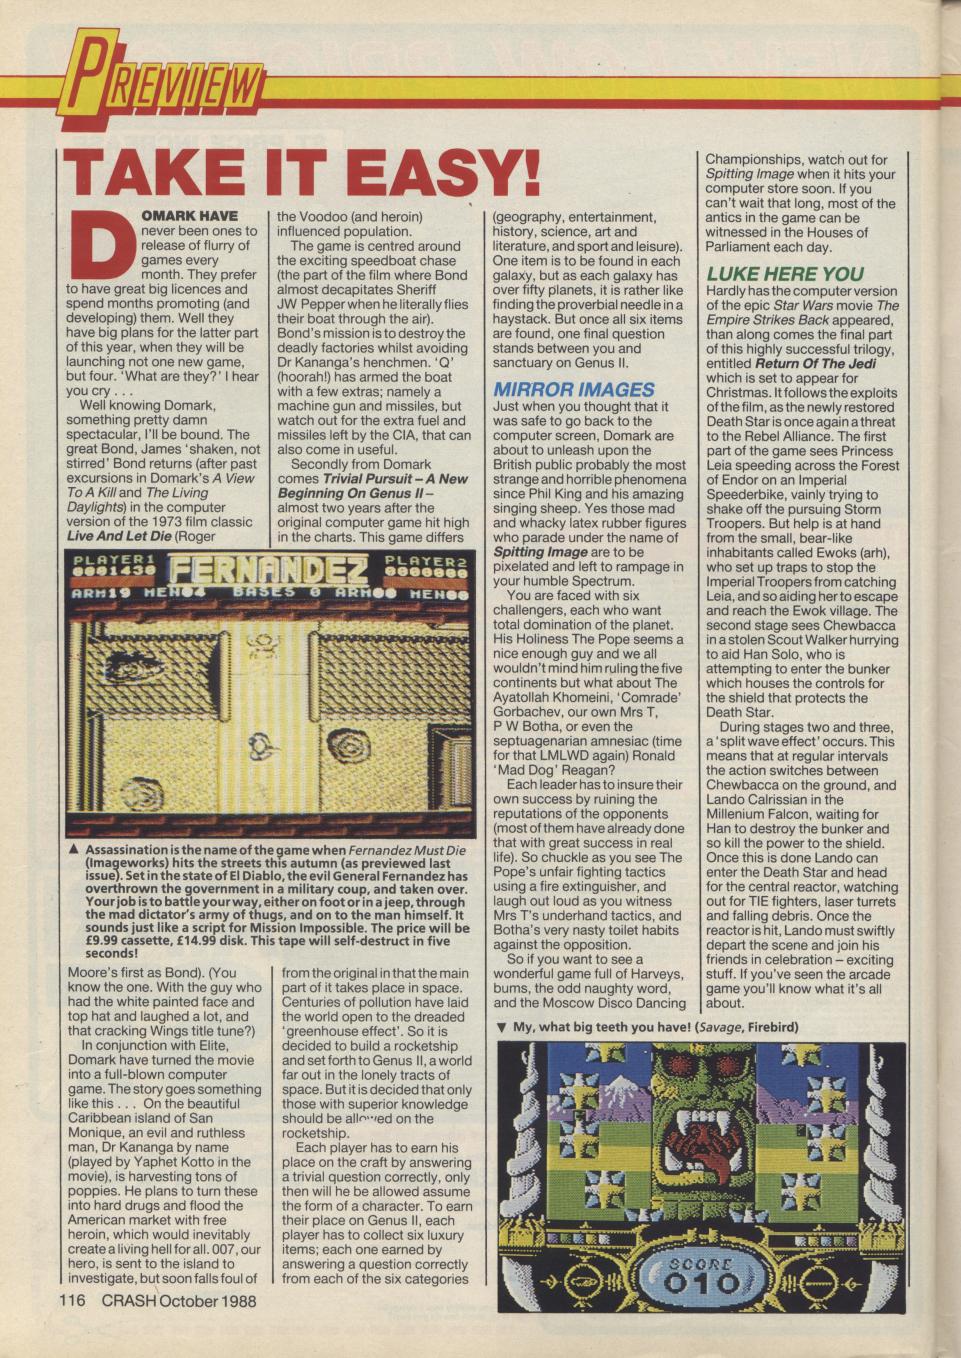 PREVIEW
TAKE IT EASY!
DOMARK HAVE
never been ones to
release of flurry of
games every
month. They prefer
to have great big licences and
spend months promoting (and
developing) them. Well they
have big plans for the latter part
of this year, when they will be
launching not one new game,
but four. 'What are they?' I hear
you cry . . .
Well knowing Domark,
something pretty damn
spectacular, I'll be bound. The
great Bond, James 'shaken, not
stirred' Bond returns (after past
excursions in Domark's A View
To A Kill and The Living
Daylights) in the computer
version of the 1973 film classic
Live And Let Die (Roger
Moore's first as Bond). (You
know the one. With the guy who
had the white painted face and
top hat and laughed a lot, and
that cracking Wings title tune?)
In conjunction with Elite,
Domark have turned the movie
into a full-blown computer
game. The story goes something
like this . . . On the beautiful
Caribbean island of San
Monique, an evil and ruthless
man, Dr Kananga by name
(played by Yaphet Kotto in the
movie), is harvesting tons of
poppies. He plans to turn these
into hard drugs and flood the
American market with free
heroin, which would inevitably
create a living hell for all. 007, our
hero, is sent to the island to
investigate, but soon falls foul of
the Voodoo (and heroin)
influenced population.
The game is centred around
the exciting speedboat chase
(the part of the film where Bond
almost decapitates Sheriff
JW Pepper when he literally flies
their boat through the air).
Bond's mission is to destroy the
deadly factories whilst avoiding
Dr Kananga's henchmen. 'Q'
(hoorah!) has armed the boat
with a few extras; namely a
machine gun and missiles, but
watch out for the extra fuel and
missiles left by the CIA, that can
also come in useful.
Secondly from Domark
comes Trivial Pursuit – A New
Beginning On Genus II –
almost two years after the
original computer game hit high
in the charts. This game differs
from the original in that the main
part of it takes place in space.
Centuries of pollution have laid
the world open to the dreaded
'greenhouse effect'. So it is
decided to build a rocketship
and set forth to Genus II, a world
far out in the lonely tracts of
space. But it is decided that only
those with superior knowledge
should be allowed on the
rocketship.
Each player has to earn his
place on the craft by answering
a trivial question correctly, only
then will he be allowed assume
the form of a character. To earn
their place on Genus II, each
player has to collect six luxury
items; each one earned by
answering a question correctly
from each of the six categories
(geography, entertainment,
history, science, art and
literature, and sport and leisure).
One item is to be found in each
galaxy, but as each galaxy has
over fifty planets, it is rather like
finding the proverbial needle in a
haystack. But once all six items
are found, one final question
stands between you and
sanctuary on Genus II.
MIRROR IMAGES
Just when you thought that it
was safe to go back to the
computer screen, Domark are
about to unleash upon the
British public probably the most
strange and horrible phenomena
since Phil King and his amazing
singing sheep. Yes those mad
and whacky latex rubber figures
who parade under the name of
Spitting Image are to be
pixelated and left to rampage in
your humble Spectrum.
You are faced with six
challengers, each who want
total domination of the planet.
His Holiness The Pope seems a
nice enough guy and we all
wouldn't mind him ruling the five
continents but what about The
Ayatollah Khomeini, 'Comrade'
Gorbachev, our own Mrs T,
P W Botha, or even the
septuagenarian amnesiac (time
for that LMLWD again) Ronald
'Mad Dog' Reagan?
Each leader has to insure their
own success by ruining the
reputations of the opponents
(most of them have already done
that with great success in real
life). So chuckle as you see The
Pope's unfair fighting tactics
using a fire extinguisher, and
laugh out loud as you witness
Mrs T's underhand tactics, and
Botha's very nasty toilet habits
against the opposition.
So if you want to see a
wonderful game full of Harveys,
bums, the odd naughty word,
and the Moscow Disco Dancing
Championships, watch out for
Spitting Image when it hits your
computer store soon. If you
can't wait that long, most of the
antics in the game can be
witnessed in the Houses of
Parliament each day.
LUKE HERE YOU
Hardly has the computer version
of the epic Star Wars movie The
Empire Strikes Back appeared,
than along comes the final part
of this highly successful trilogy,
entitled Return Of The Jedi
which is set to appear for
Christmas. It follows the exploits
of the film, as the newly restored
Death Star is once again a threat
to the Rebel Alliance. The first
part of the game sees Princess
Leia speeding across the Forest
of Endor on an Imperial
Speederbike, vainly trying to
shake off the pursuing Storm
Troopers. But help is at hand
from the small, bear-like
inhabitants called Ewoks (arh),
who set up traps to stop the
Imperial Troopers from catching
Leia, and so aiding her to escape
and reach the Ewok village. The
second stage sees Chewbacca
in a stolen Scout Walker hurrying
to aid Han Solo, who is
attempting to enter the bunker
which houses the controls for
the shield that protects the
Death Star.
During stages two and three,
a 'split wave effect' occurs. This
means that at regular intervals
the action switches between
Chewbacca on the ground, and
Lando Calrissian in the
Millenium Falcon, waiting for
Han to destroy the bunker and
so kill the power to the shield.
Once this is done Lando can
enter the Death Star and head
for the central reactor, watching
out for TIE fighters, laser turrets
and falling debris. Once the
reactor is hit, Lando must swiftly
depart the scene and join his
friends in celebration – exciting
stuff. If you've seen the arcade
game you'll know what it's all
about.
PLAYER1 FERNANDEZ PLAYER2
0001430 0000000
ARM19 MEN04 BASES 0 ARM00 MEN00
▲ Assassination is the name of the game when Fernandez Must Die
(Imageworks) hits the streets this autumn (as previewed last
issue). Set in the state of El Diablo, the evil General Fernandez has
overthrown the government in a military coup, and taken over.
Your job is to battle your way, either on foot or in a jeep, through
the mad dictator's army of thugs, and on to the man himself. It
sounds just like a script for Mission Impossible. The price will be
£9.99 cassette, £14.99 disk. This tape will self-destruct in five
seconds!
▼ My, what big teeth you have! (Savage, Firebird)
SCORE
010
116 CRASH October 1988